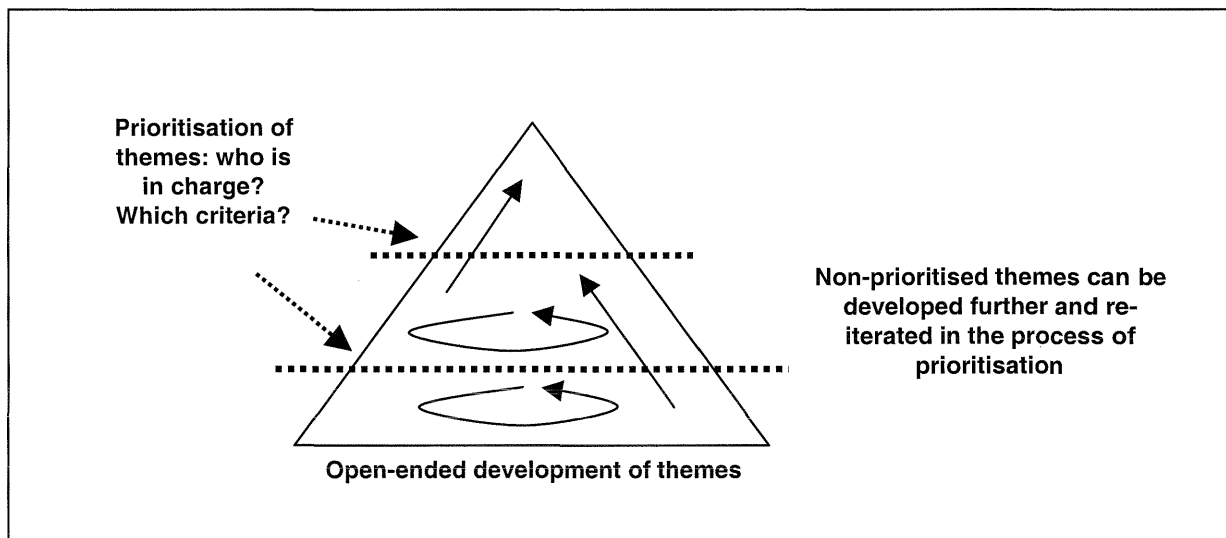 Prioritisation of
themes: who is
in charge?
Which criteria?
Non-prioritised themes can be
developed further and re-
iterated in the process of
prioritisation
Open-ended development of themes